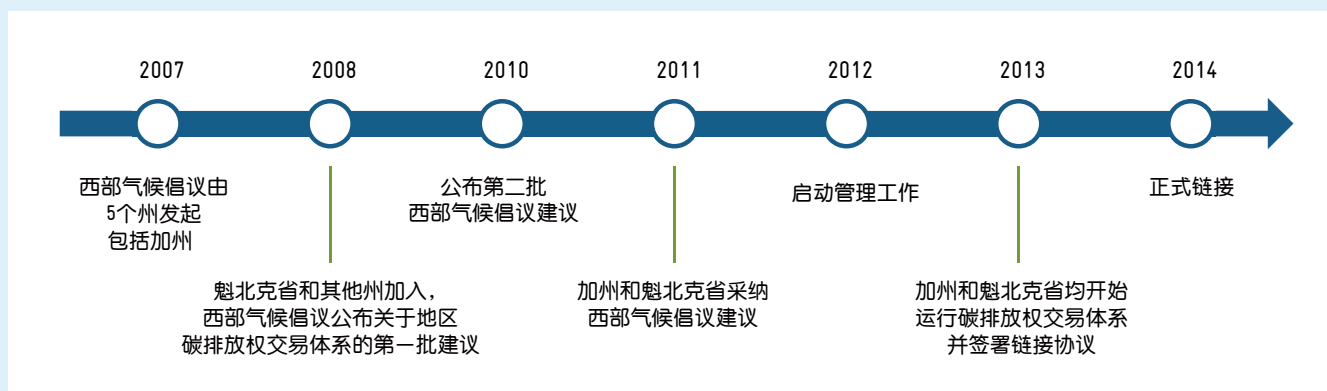 2007
2008
2010
2011
2012
2013
2014
西部气候倡议由
5个州发起
包括加州
魁北克省和其他州加入，
西部气候倡议公布关于地区
碳排放权交易体系的第一批建议
公布第二批
西部气候倡议建议
加州和魁北克省采纳
西部气候倡议建议
启动管理工作
加州和魁北克省均开始
运行碳排放权交易体系
并签署链接协议
正式链接